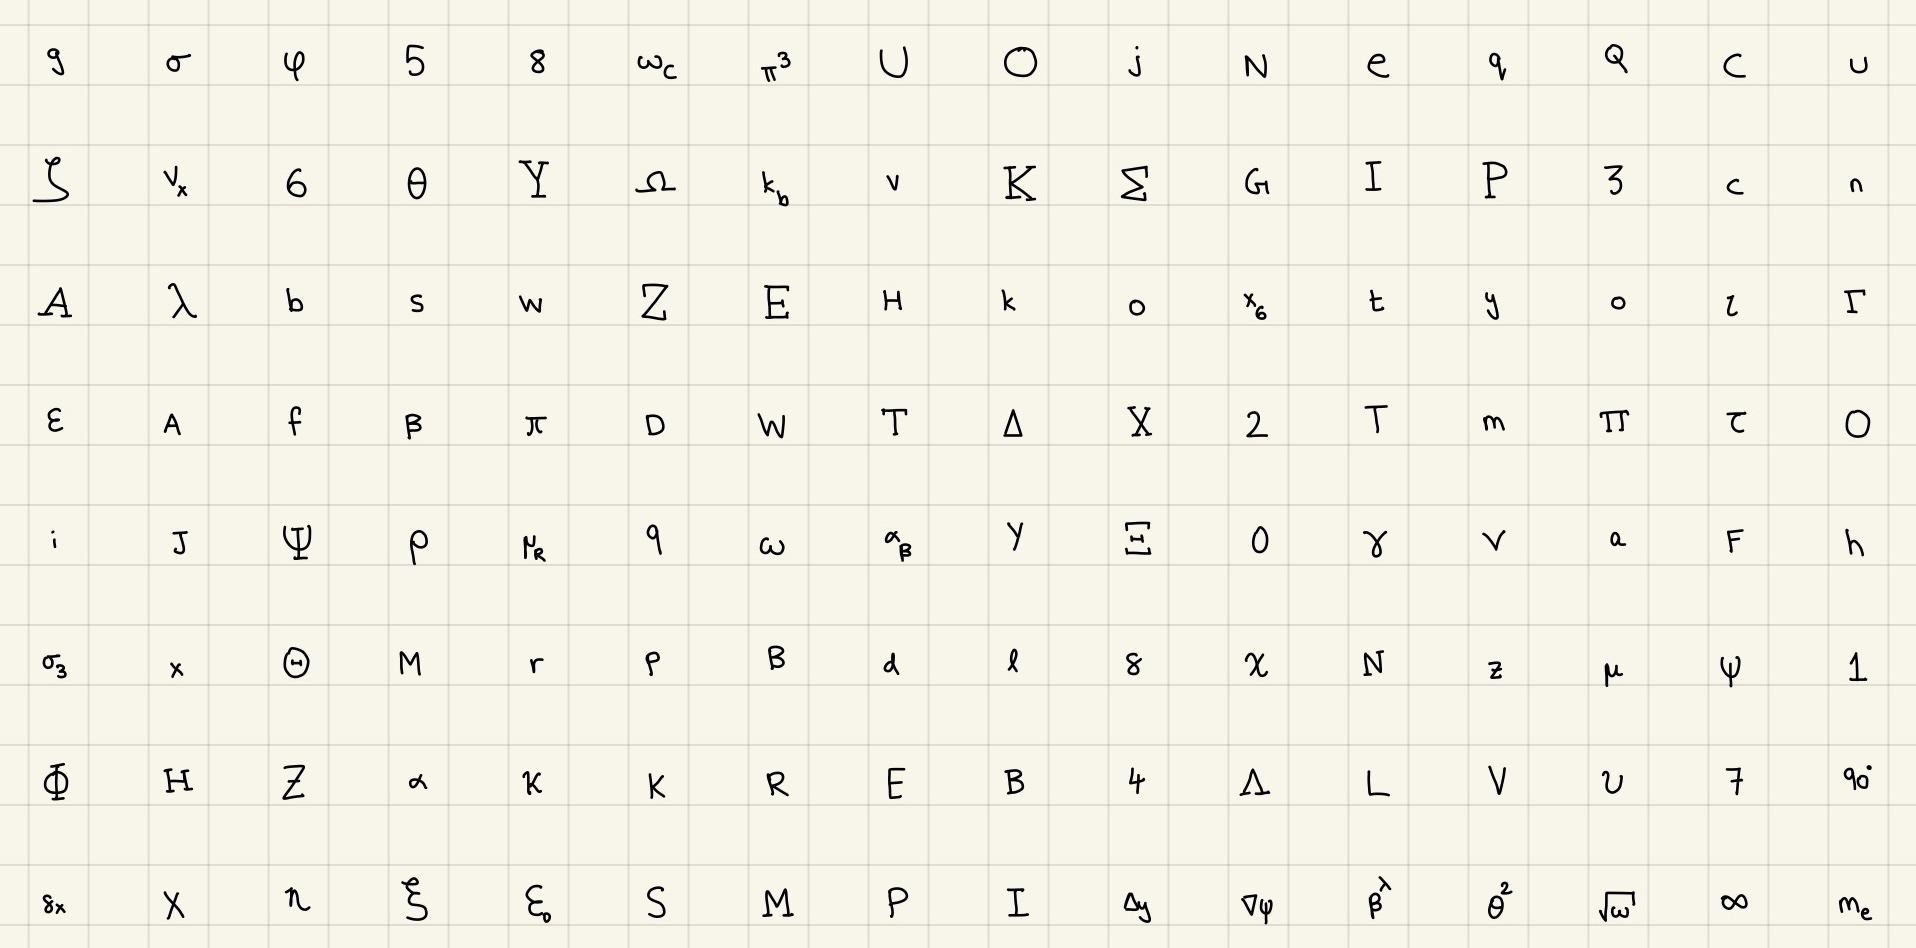 g σ φ 5 8 ω_c π³ U O j N e q Q C u
ζ V_x 6 θ Υ Ω k_b v K Σ G I P 3 c n
A λ b s w Z E H k o x_6 t y ο ι Γ
ε A f β π D W T Δ X 2 T m Π τ O
i J Ψ ρ μ_R 9 ω α_β Y Ξ 0 γ ν a F h
σ_3 x Θ M r p B d l δ χ N z μ ψ 1
Φ H Z α κ K R E B 4 Λ L V υ 7 90°
δx X η ξ ε_0 S M P I Δy ∇ψ β^λ θ² √ω ∞ m_e